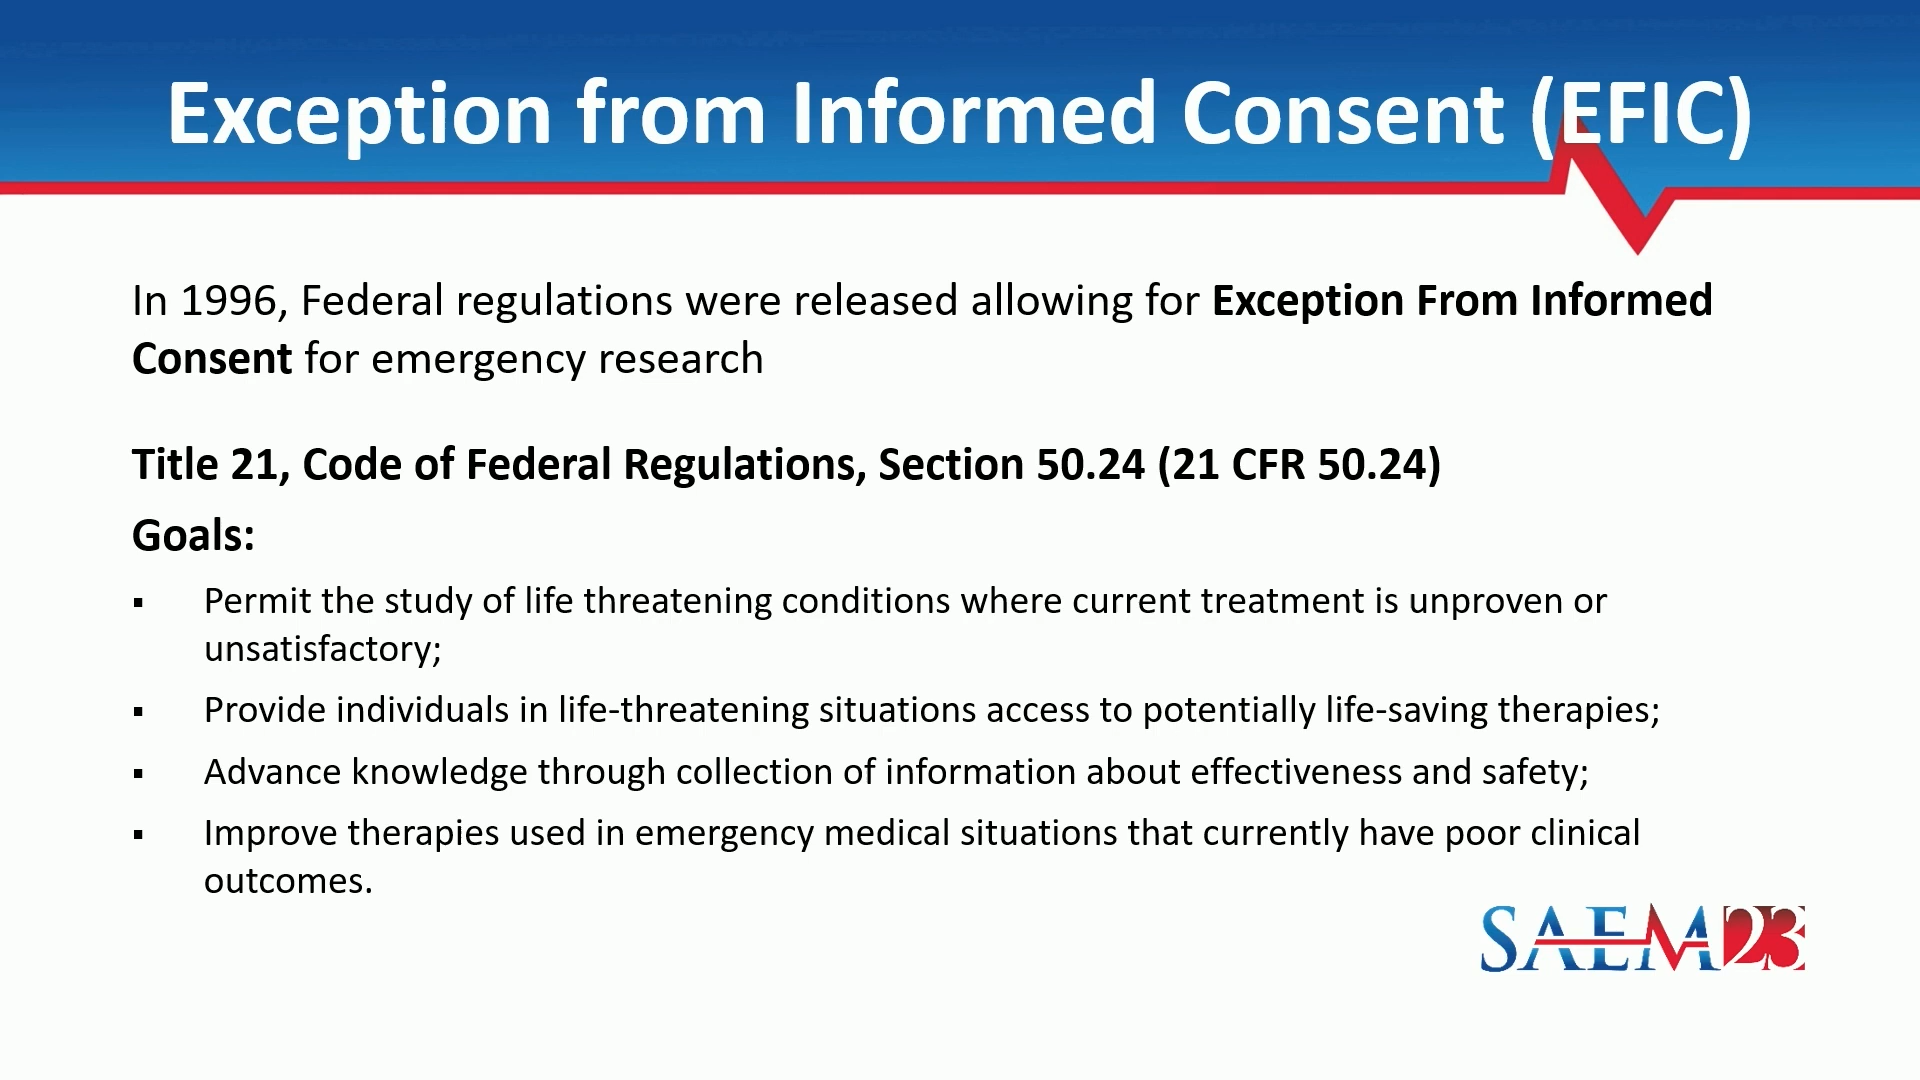 Exception from Informed Consent (EFIC)
In 1996, Federal regulations were released allowing for Exception From Informed
Consent for emergency research
Title 21, Code of Federal Regulations, Section 50.24 (21 CFR 50.24)
Goals:
▪ Permit the study of life threatening conditions where current treatment is unproven or
unsatisfactory;
▪ Provide individuals in life-threatening situations access to potentially life-saving therapies;
▪ Advance knowledge through collection of information about effectiveness and safety;
▪ Improve therapies used in emergency medical situations that currently have poor clinical
outcomes.
SAEM23